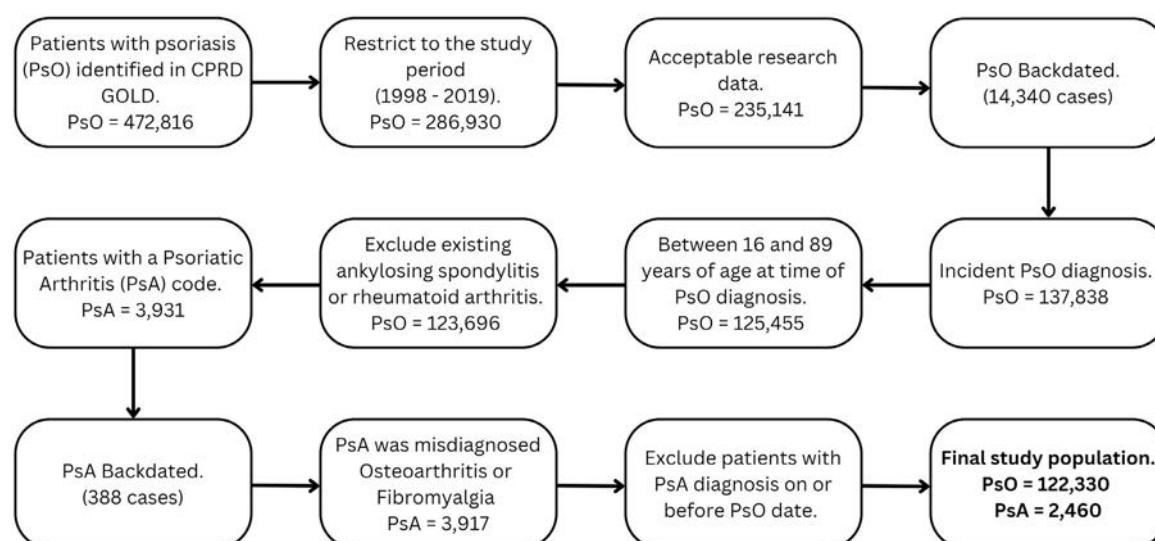 Patients with psoriasis
(PsO) identified in CPRD
GOLD.
PsO = 472,816
Restrict to the study
period
(1998 - 2019).
PsO = 286,930
Acceptable research
data.
PsO = 235,141
PsO Backdated.
(14,340 cases)
Incident PsO diagnosis.
PsO = 137,838
Between 16 and 89
years of age at time of
PsO diagnosis.
PsO = 125,455
Exclude existing
ankylosing spondylitis
or rheumatoid arthritis.
PsO = 123,696
Patients with a Psoriatic
Arthritis (PsA) code.
PsA = 3,931
PsA Backdated.
(388 cases)
PsA was misdiagnosed
Osteoarthritis or
Fibromyalgia
PsA = 3,917
Exclude patients with
PsA diagnosis on or
before PsO date.
Final study population.
PsO = 122,330
PsA = 2,460